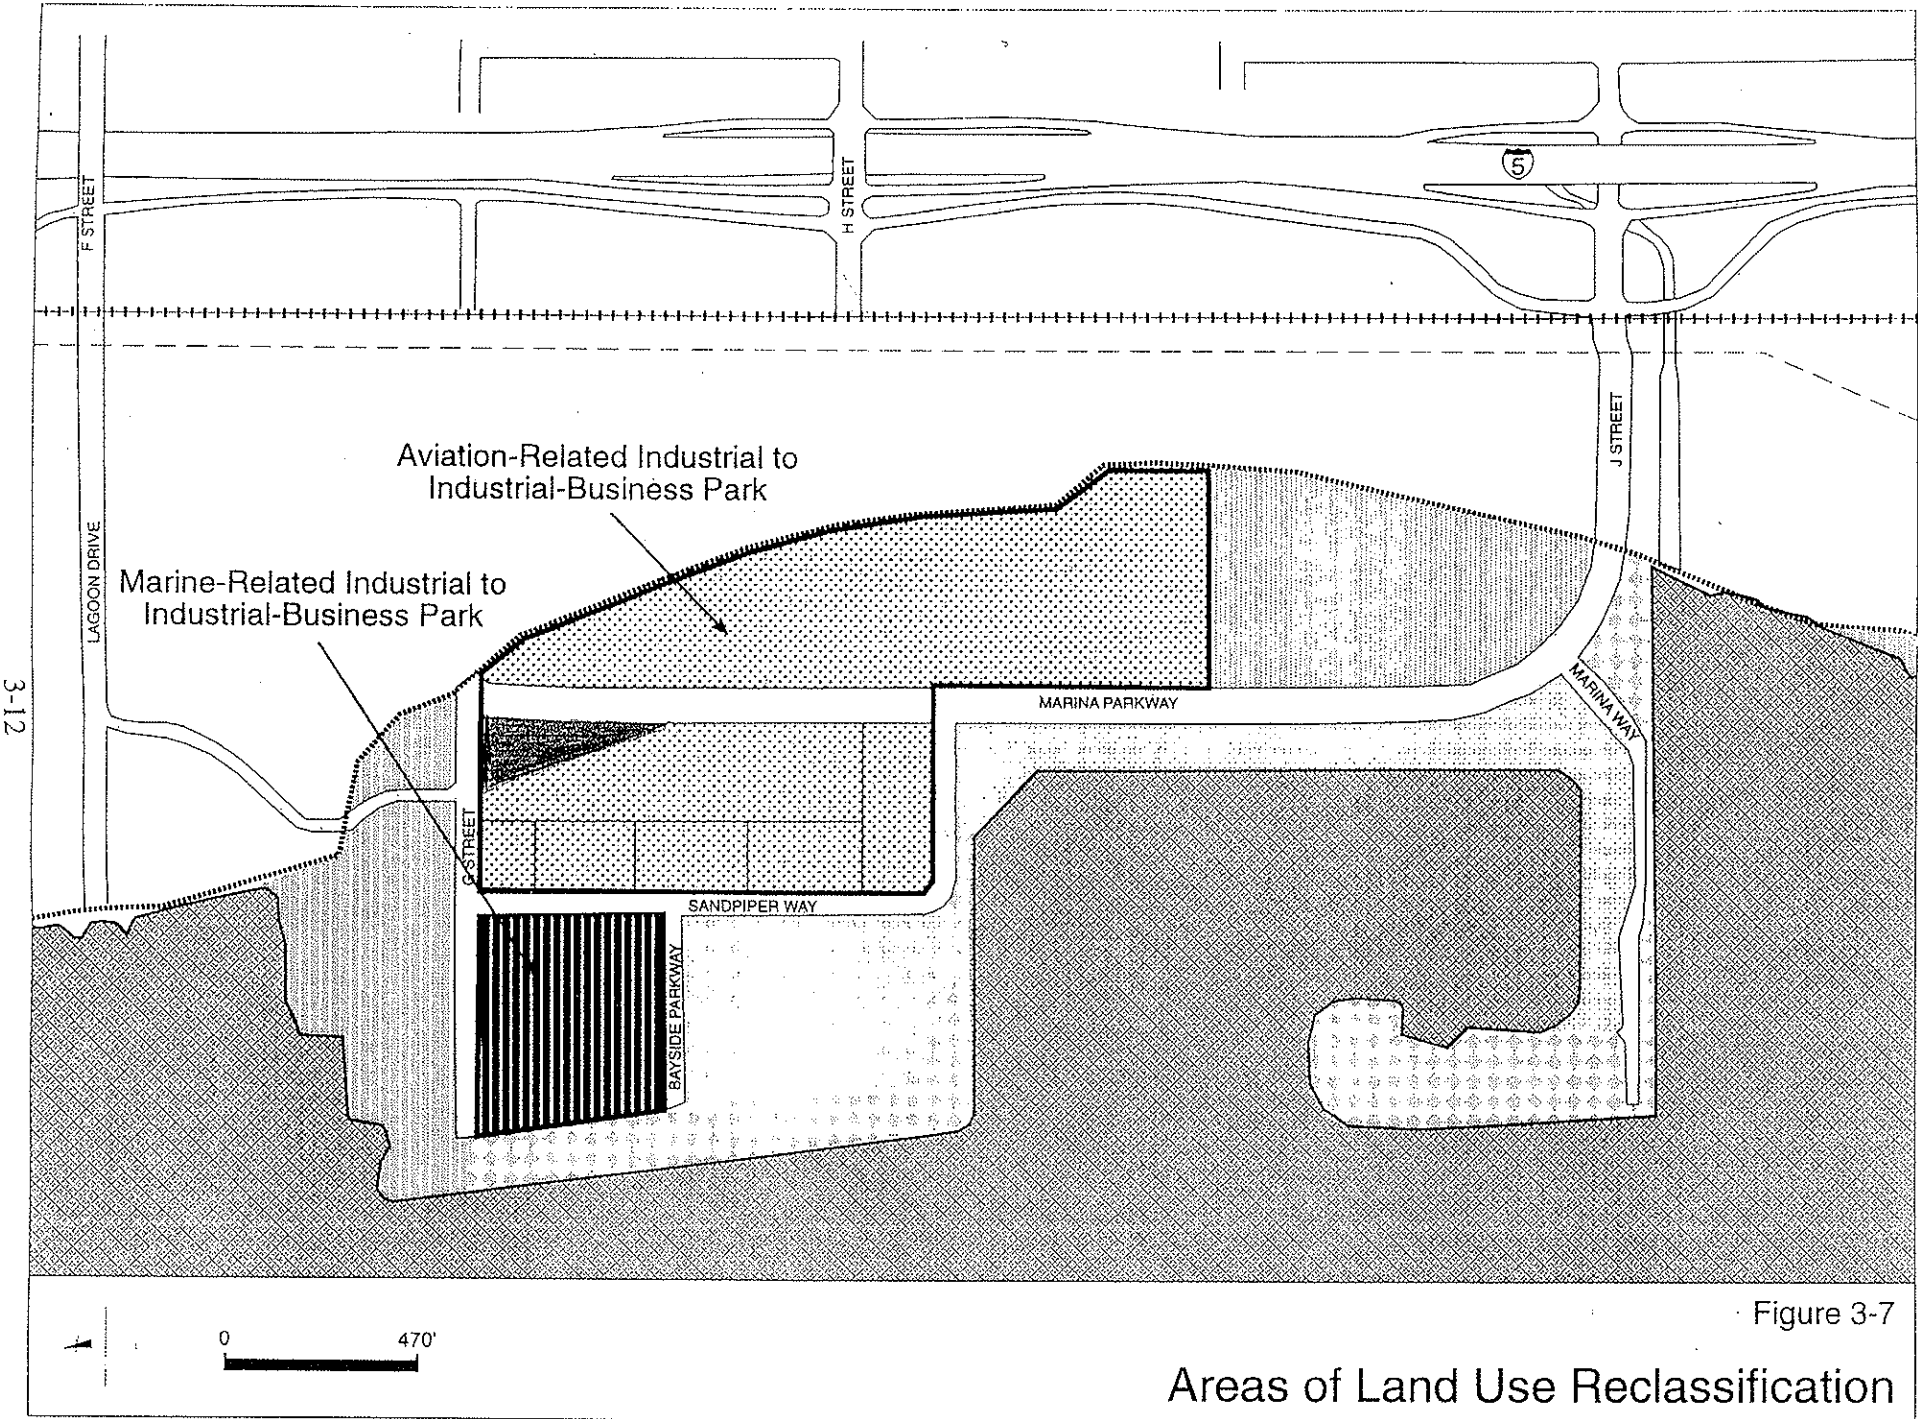 5
F STREET
H STREET
J STREET
Aviation-Related Industrial to
Industrial-Business Park
LAGOON DRIVE
Marine-Related Industrial to
Industrial-Business Park
3-12
MARINA PARKWAY
MARINA WAY
G STREET
SANDPIPER WAY
BAYSIDE PARKWAY
0 470'
Figure 3-7
Areas of Land Use Reclassification